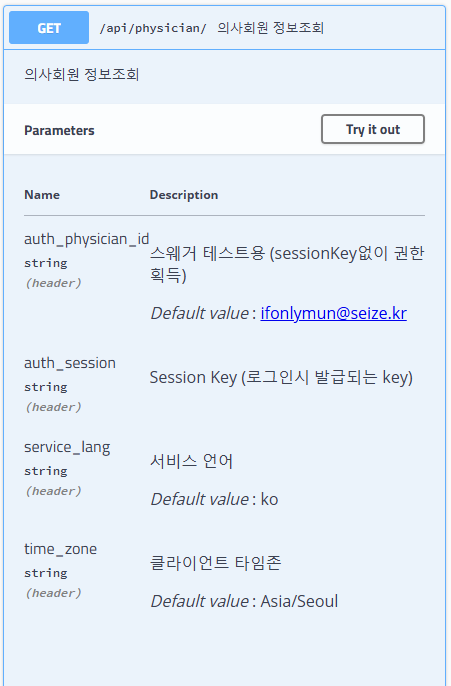 GET /api/physician/ 의사회원 정보조회
의사회원 정보조회
Parameters Try it out
Name Description
auth_physician_id
string
(header)
스웨거 테스트용 (sessionKey없이 권한
획득)
Default value : ifonlymun@seize.kr
auth_session
string
(header)
Session Key (로그인시 발급되는 key)
service_lang
string
(header)
서비스 언어
Default value : ko
time_zone
string
(header)
클라이언트 타임존
Default value : Asia/Seoul